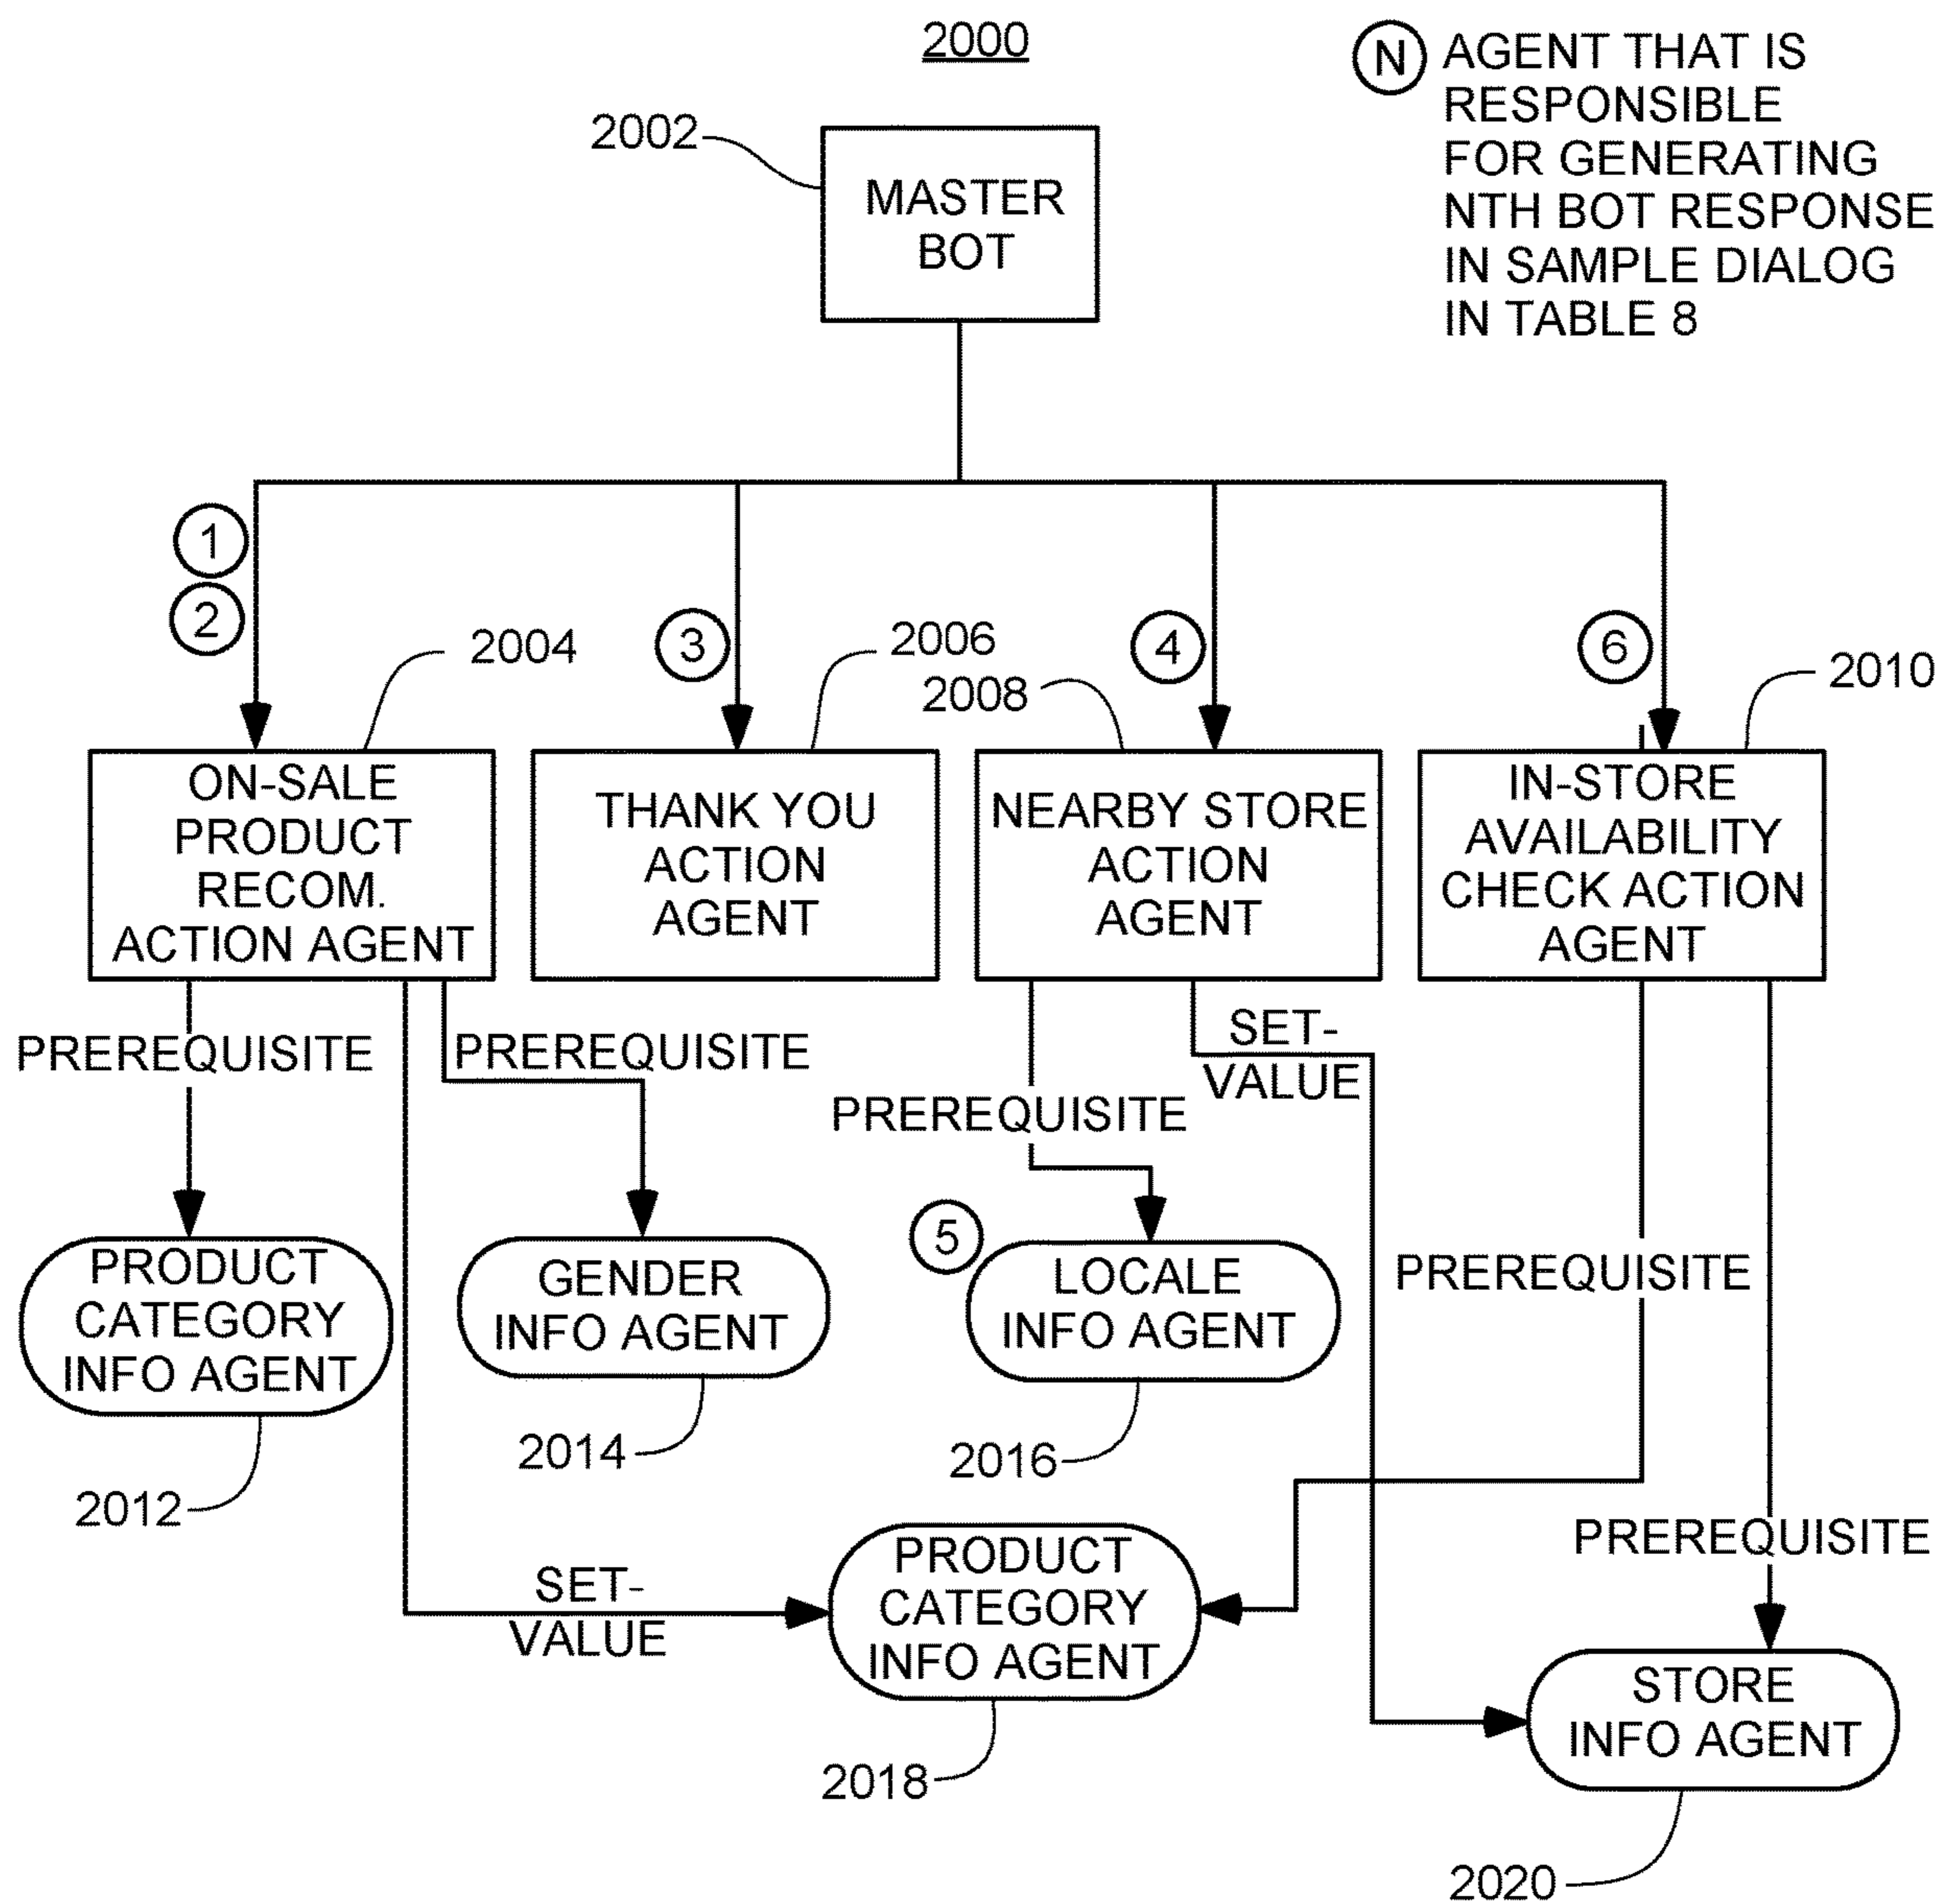 2000
N AGENT THAT IS
RESPONSIBLE
FOR GENERATING
NTH BOT RESPONSE
IN SAMPLE DIALOG
IN TABLE 8
2002
MASTER
BOT
1
2
3
4
6
2004
2006
2008
2010
ON-SALE
PRODUCT
RECOM.
ACTION AGENT
THANK YOU
ACTION
AGENT
NEARBY STORE
ACTION
AGENT
IN-STORE
AVAILABILITY
CHECK ACTION
AGENT
PREREQUISITE
PREREQUISITE
SET-
VALUE
PREREQUISITE
5
PRODUCT
CATEGORY
INFO AGENT
GENDER
INFO AGENT
LOCALE
INFO AGENT
PREREQUISITE
2012
2014
2016
PREREQUISITE
SET-
VALUE
PRODUCT
CATEGORY
INFO AGENT
STORE
INFO AGENT
2018
2020